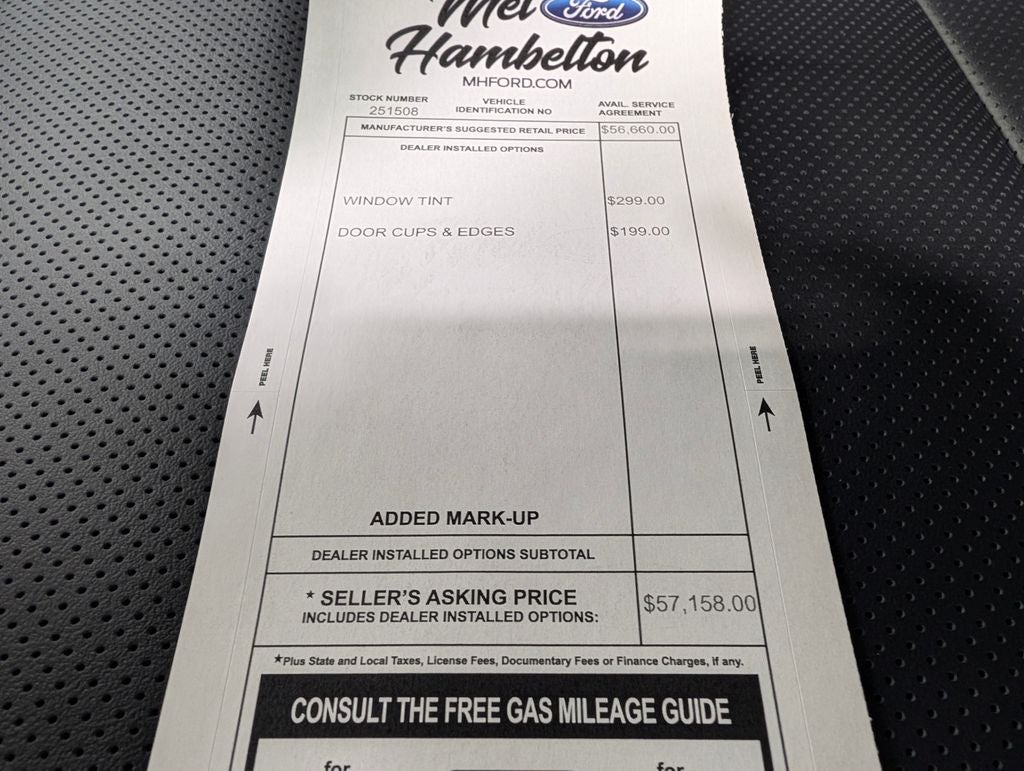 Mel Ford
Hambelton
MHFORD.COM
STOCK NUMBER
251508
VEHICLE
IDENTIFICATION NO
AVAIL. SERVICE
AGREEMENT
MANUFACTURER'S SUGGESTED RETAIL PRICE $56,660.00
DEALER INSTALLED OPTIONS
WINDOW TINT $299.00
DOOR CUPS & EDGES $199.00
PEEL HERE
PEEL HERE
ADDED MARK-UP
DEALER INSTALLED OPTIONS SUBTOTAL
* SELLER'S ASKING PRICE
INCLUDES DEALER INSTALLED OPTIONS:
$57,158.00
*Plus State and Local Taxes, License Fees, Documentary Fees or Finance Charges, if any.
CONSULT THE FREE GAS MILEAGE GUIDE
for for